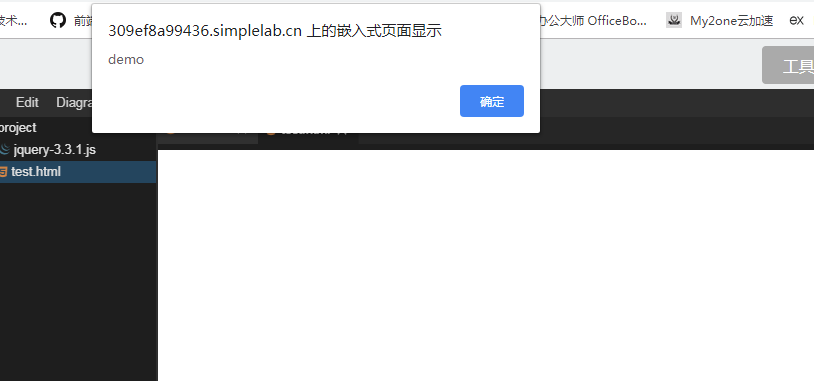 309ef8a99436.simplelab.cn 上的嵌入式页面显示
demo
确定
技术...
前端
办公大师 OfficeBo...
My2one云加速
工具
Edit
Diagra
project
jquery-3.3.1.js
test.html